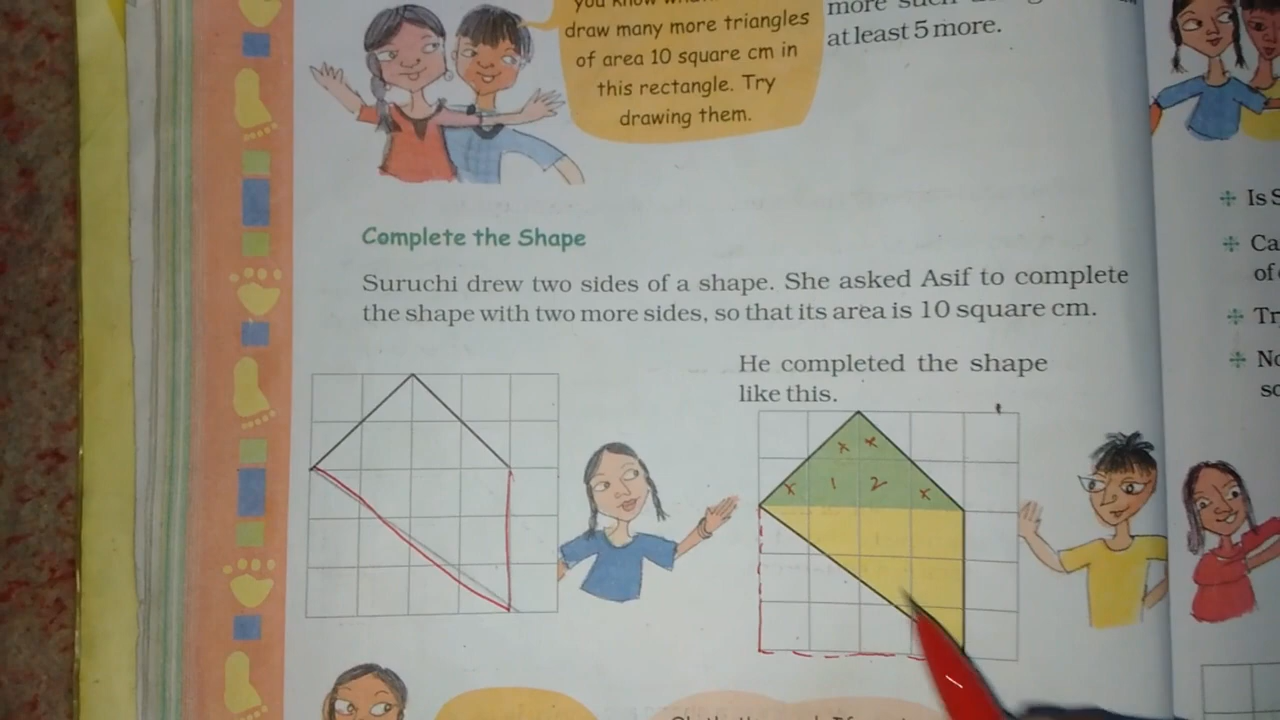 draw many more triangles
of area 10 square cm in
this rectangle. Try
drawing them.
at least 5 more.
Complete the Shape
Suruchi drew two sides of a shape. She asked Asif to complete
the shape with two more sides, so that its area is 10 square cm.
He completed the shape
like this.
x x
x 1 2 x
Is S
Ca
of
Tr
No